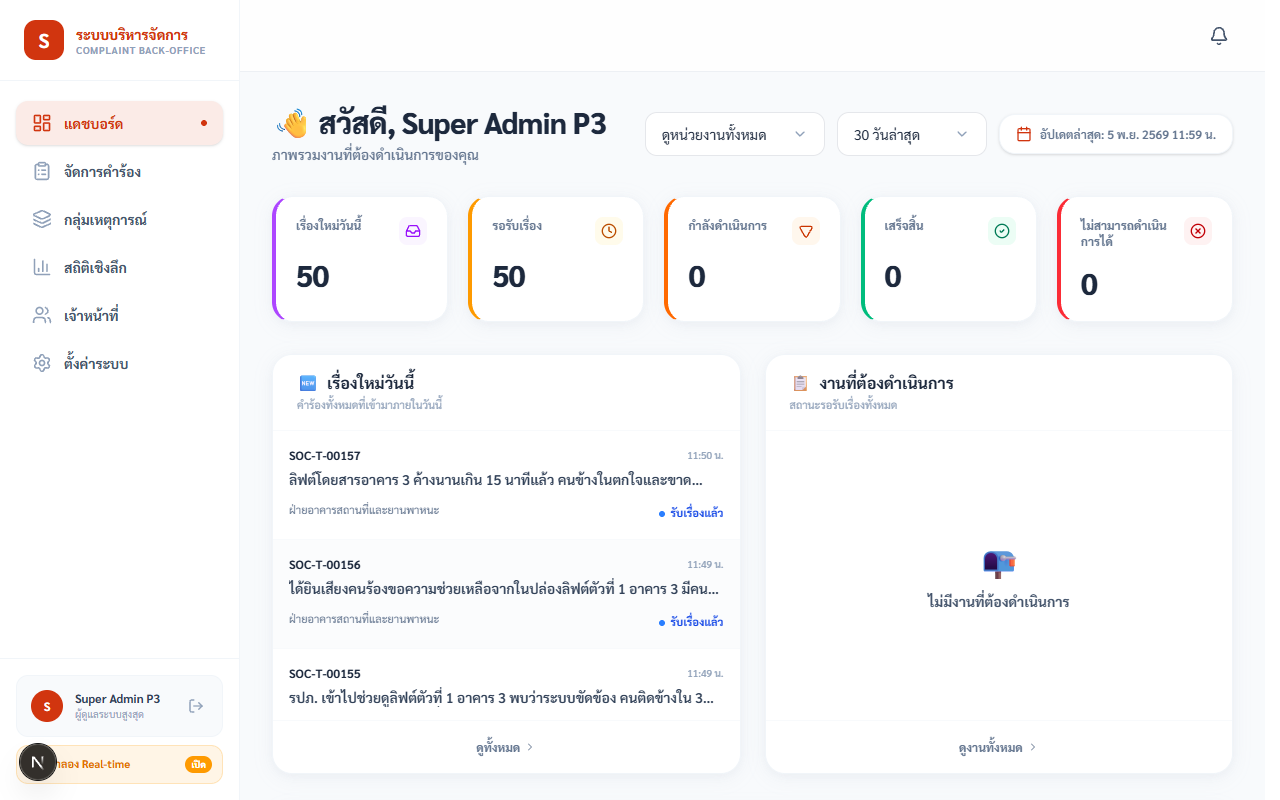 S
ระบบบริหารจัดการ
COMPLAINT BACK-OFFICE
แดชบอร์ด
จัดการคำร้อง
กลุ่มเหตุการณ์
สถิติเชิงลึก
เจ้าหน้าที่
ตั้งค่าระบบ
S
Super Admin P3
ผู้ดูแลระบบสูงสุด
N
Real-time
เปิด
สวัสดี, Super Admin P3
ภาพรวมงานที่ต้องดำเนินการของคุณ
ดูหน่วยงานทั้งหมด
30 วันล่าสุด
อัปเดตล่าสุด: 5 พ.ย. 2569 11:59 น.
เรื่องใหม่วันนี้
50
รอรับเรื่อง
50
กำลังดำเนินการ
0
เสร็จสิ้น
0
ไม่สามารถดำเนิน
การได้
0
NEW
เรื่องใหม่วันนี้
คำร้องทั้งหมดที่เข้ามาภายในวันนี้
SOC-T-00157
11:50 น.
ลิฟต์โดยสารอาคาร 3 ค้างนานเกิน 15 นาทีแล้ว คนข้างในตกใจและขาด...
ฝ่ายอาคารสถานที่และยานพาหนะ
รับเรื่องแล้ว
SOC-T-00156
11:49 น.
ได้ยินเสียงคนร้องขอความช่วยเหลือจากในปล่องลิฟต์ตัวที่ 1 อาคาร 3 มีคน...
ฝ่ายอาคารสถานที่และยานพาหนะ
รับเรื่องแล้ว
SOC-T-00155
11:49 น.
รปภ. เข้าไปช่วยดูลิฟต์ตัวที่ 1 อาคาร 3 พบว่าระบบขัดข้อง คนติดข้างใน 3...
ดูทั้งหมด
งานที่ต้องดำเนินการ
สถานะรอรับเรื่องทั้งหมด
ไม่มีงานที่ต้องดำเนินการ
ดูงานทั้งหมด